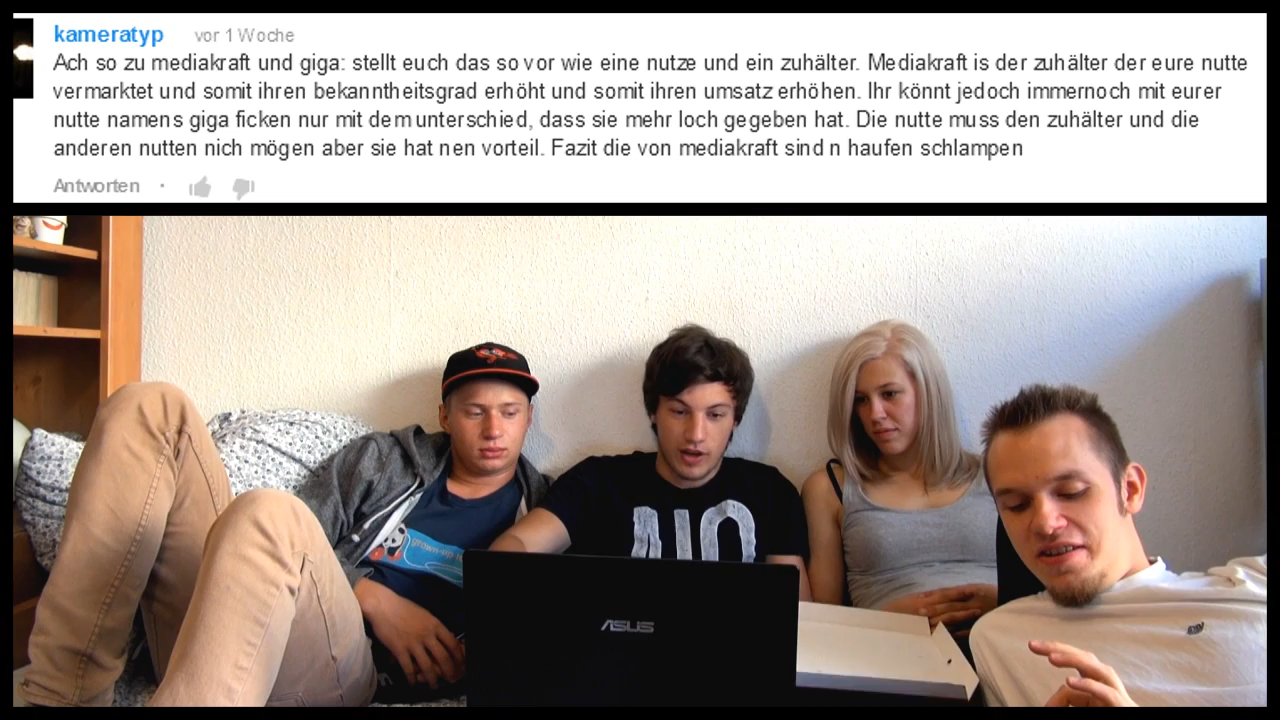 kameratyp vor 1 Woche
Ach so zu mediakraft und giga: stellt euch das so vor wie eine nutze und ein zuhälter. Mediakraft is der zuhälter der eure nutte
vermarktet und somit ihren bekanntheitsgrad erhöht und somit ihren umsatz erhöhen. Ihr könnt jedoch immernoch mit eurer
nutte namens giga ficken nur mit dem unterschied, dass sie mehr loch gegeben hat. Die nutte muss den zuhälter und die
anderen nutten nich mögen aber sie hat nen vorteil. Fazit die von mediakraft sind n haufen schlampen
Antworten ·
NO
ASUS